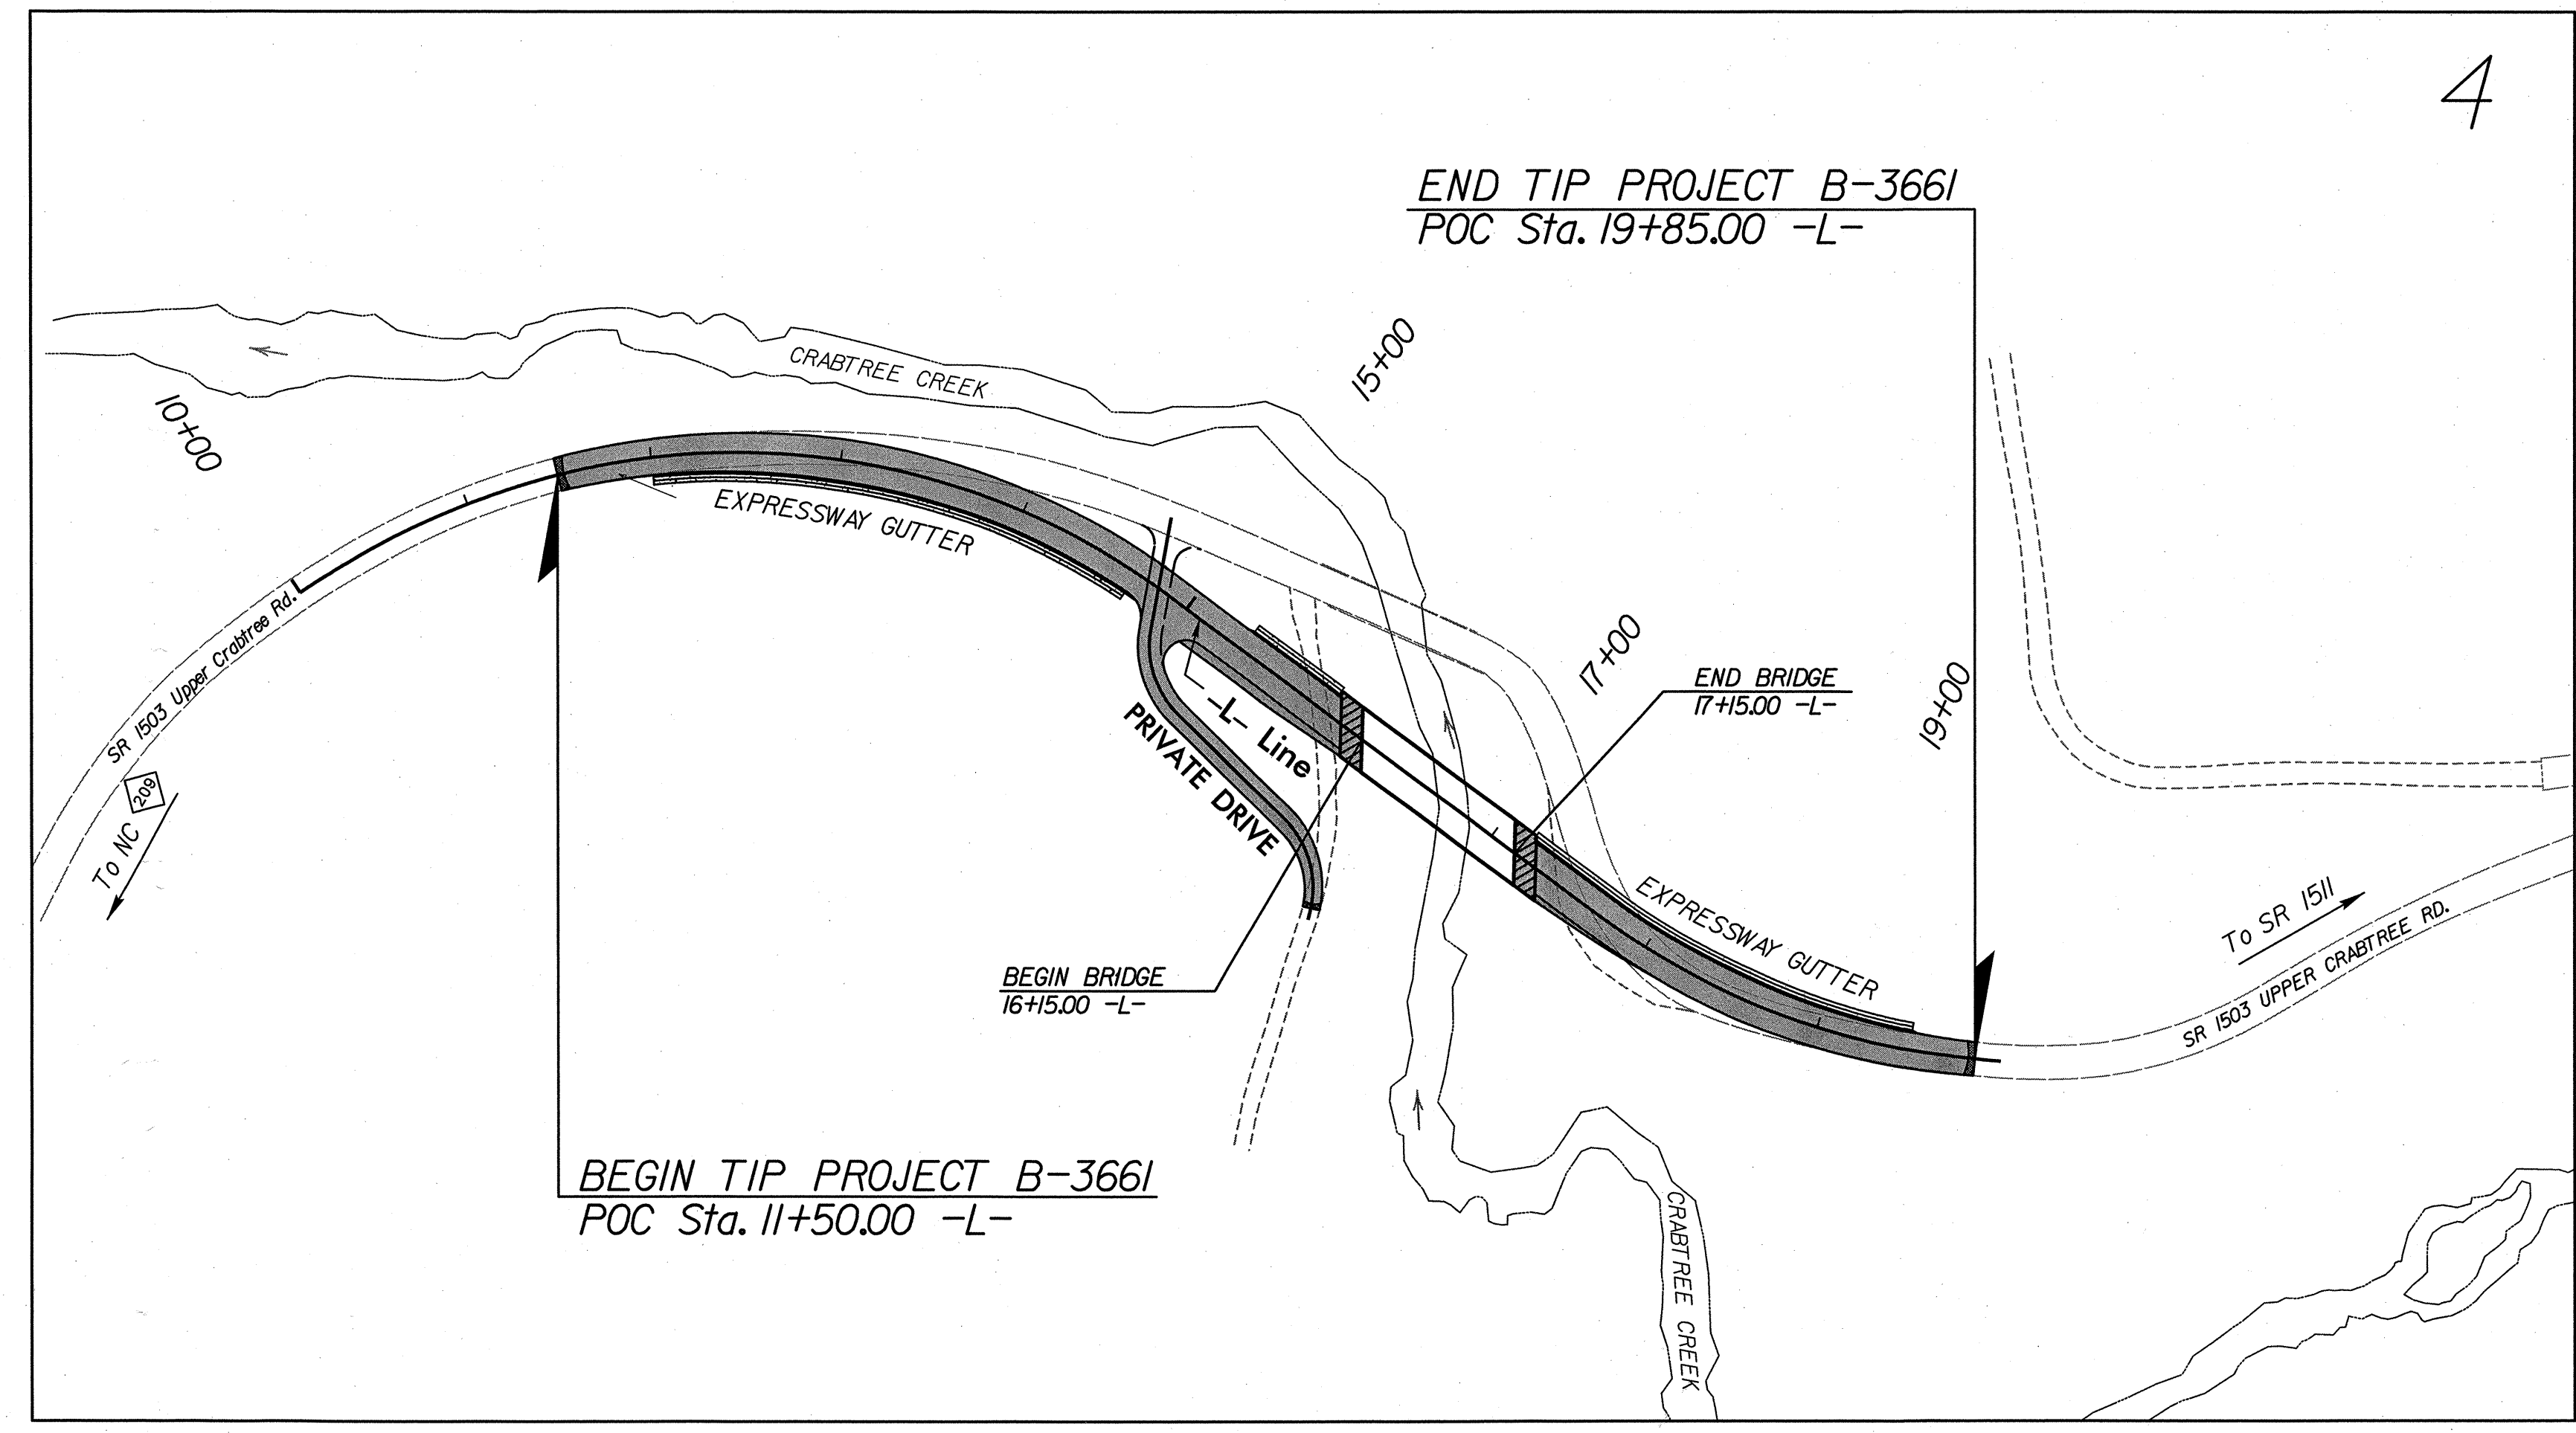 4
END TIP PROJECT B-3661
POC Sta. 19+85.00 -L-
15+00
CRABTREE CREEK
10+00
EXPRESSWAY GUTTER
SR 1503 Upper Crabtree Rd.
17+00
END BRIDGE
17+15.00 -L-
19+00
-L- Line
PRIVATE DRIVE
209
To NC
EXPRESSWAY GUTTER
To SR 1511
SR 1503 UPPER CRABTREE RD.
BEGIN BRIDGE
16+15.00 -L-
BEGIN TIP PROJECT B-3661
POC Sta. 11+50.00 -L-
CRABTREE CREEK